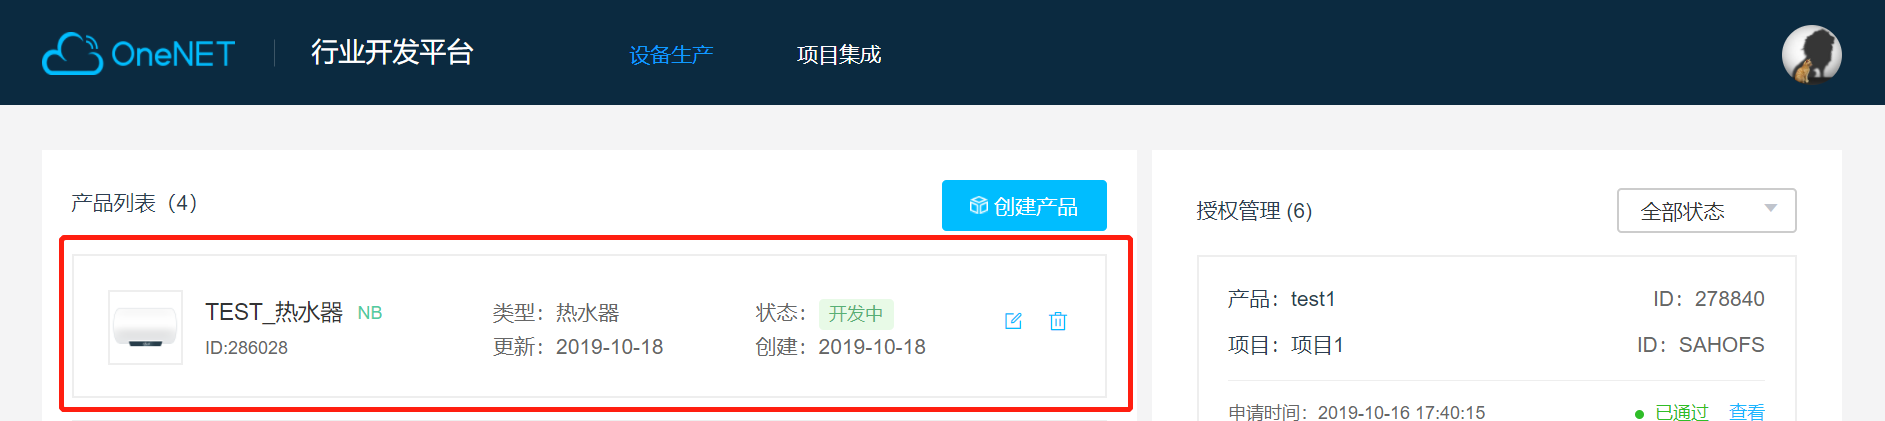 OneNET 行业开发平台 设备生产 项目集成
产品列表（4） 创建产品
TEST_热水器 NB
ID:286028
类型：热水器
更新：2019-10-18
状态：开发中
创建：2019-10-18
授权管理 (6) 全部状态
产品：test1 ID：278840
项目：项目1 ID：SAHOFS
申请时间：2019-10-16 17:40:15 已通过 查看